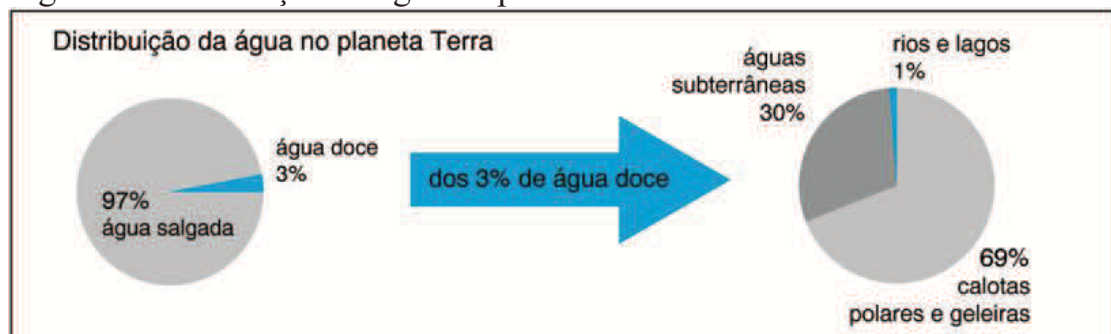 Distribuição da água no planeta Terra
97%
água salgada
água doce
3%
dos 3% de água doce
águas
subterrâneas
30%
rios e lagos
1%
69%
calotas
polares e geleiras